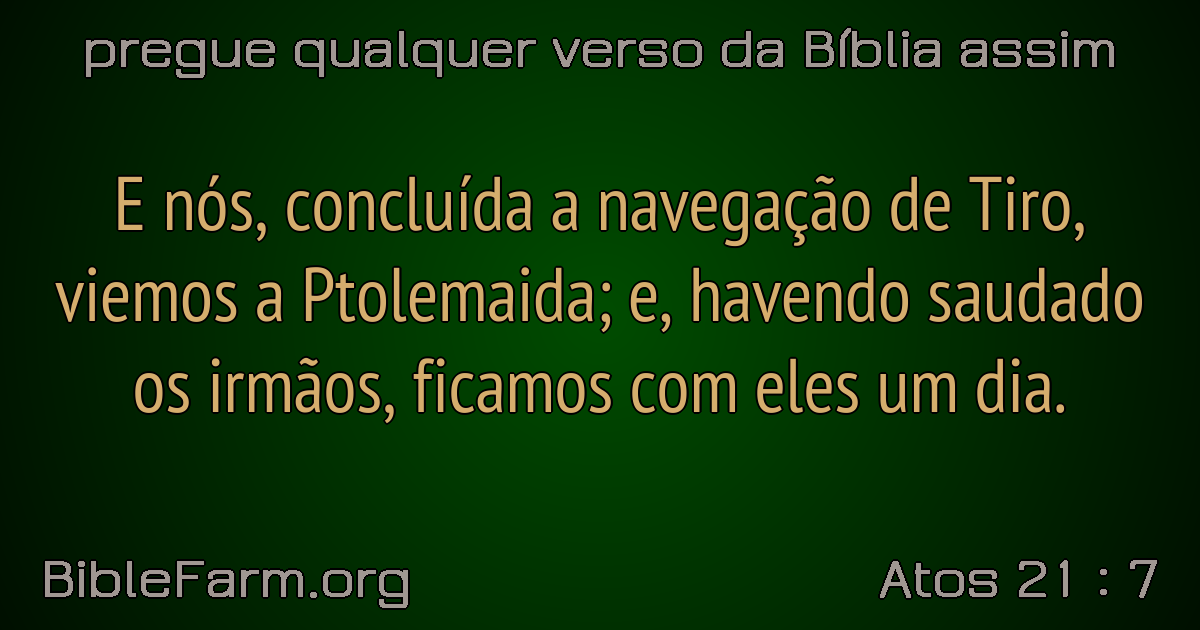 pregue qualquer verso da Bíblia assim
E nós, concluída a navegação de Tiro,
viemos a Ptolemaida; e, havendo saudado
os irmãos, ficamos com eles um dia.
BibleFarm.org
Atos 21 : 7